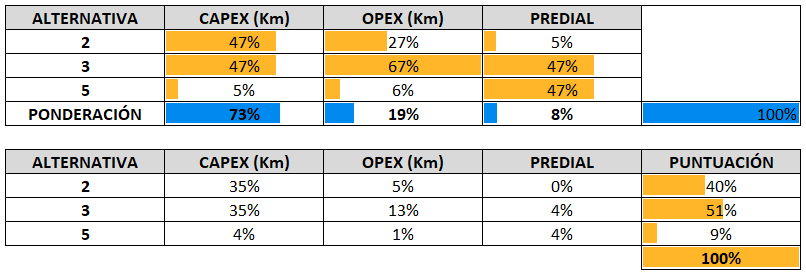 ALTERNATIVA CAPEX (Km) OPEX (Km) PREDIAL
2 47% 27% 5%
3 47% 67% 47%
5 5% 6% 47%
PONDERACIÓN 73% 19% 8% 100%
ALTERNATIVA CAPEX (Km) OPEX (Km) PREDIAL PUNTUACIÓN
2 35% 5% 0% 40%
3 35% 13% 4% 51%
5 4% 1% 4% 9%
100%